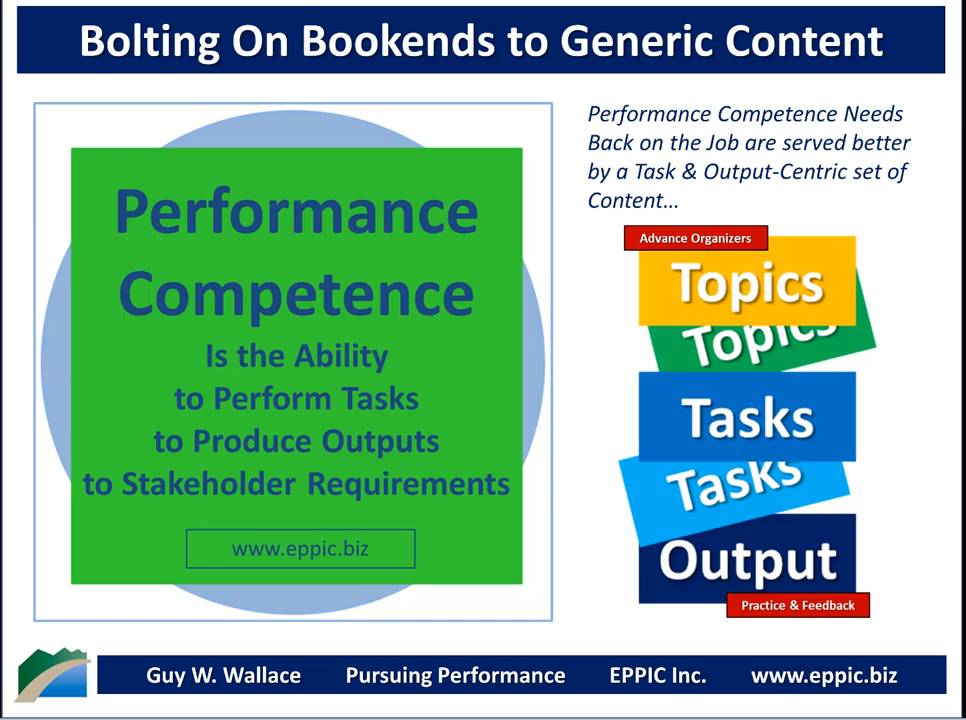 Bolting On Bookends to Generic Content
Performance
Competence
Is the Ability
to Perform Tasks
to Produce Outputs
to Stakeholder Requirements
www.eppic.biz
Performance Competence Needs
Back on the Job are served better
by a Task & Output-Centric set of
Content…
Advance Organizers
Topics
Topics
Tasks
Tasks
Output
Practice & Feedback
Guy W. Wallace Pursuing Performance EPPIC Inc. www.eppic.biz